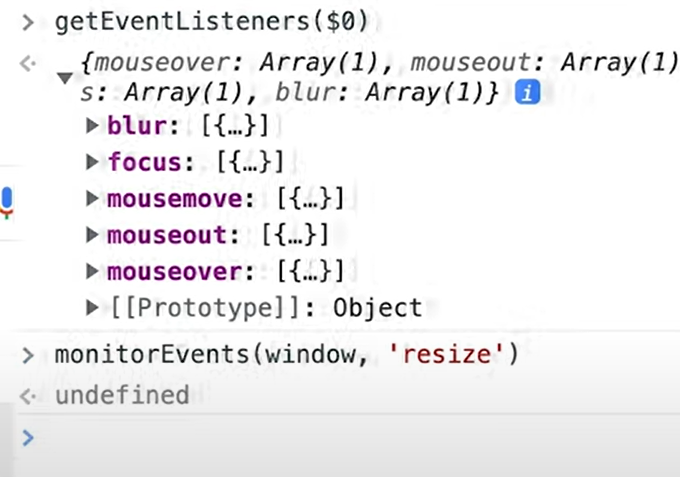 > getEventListeners($0)
{mouseover: Array(1), mouseout: Array(1)
s: Array(1), blur: Array(1)} i
▶ blur: [{…}]
▶ focus: [{…}]
▶ mousemove: [{…}]
▶ mouseout: [{…}]
▶ mouseover: [{…}]
▶ [[Prototype]]: Object
> monitorEvents(window, 'resize')
undefined
>